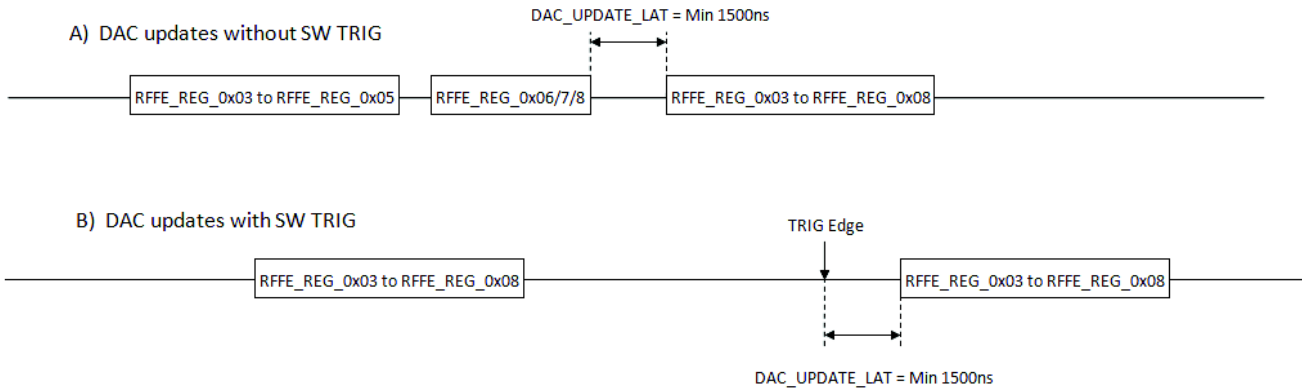 DAC_UPDATE_LAT = Min 1500ns
A) DAC updates without SW TRIG
RFFE_REG_0x03 to RFFE_REG_0x05
RFFE_REG_0x06/7/8
RFFE_REG_0x03 to RFFE_REG_0x08
B) DAC updates with SW TRIG
TRIG Edge
RFFE_REG_0x03 to RFFE_REG_0x08
RFFE_REG_0x03 to RFFE_REG_0x08
DAC_UPDATE_LAT = Min 1500ns